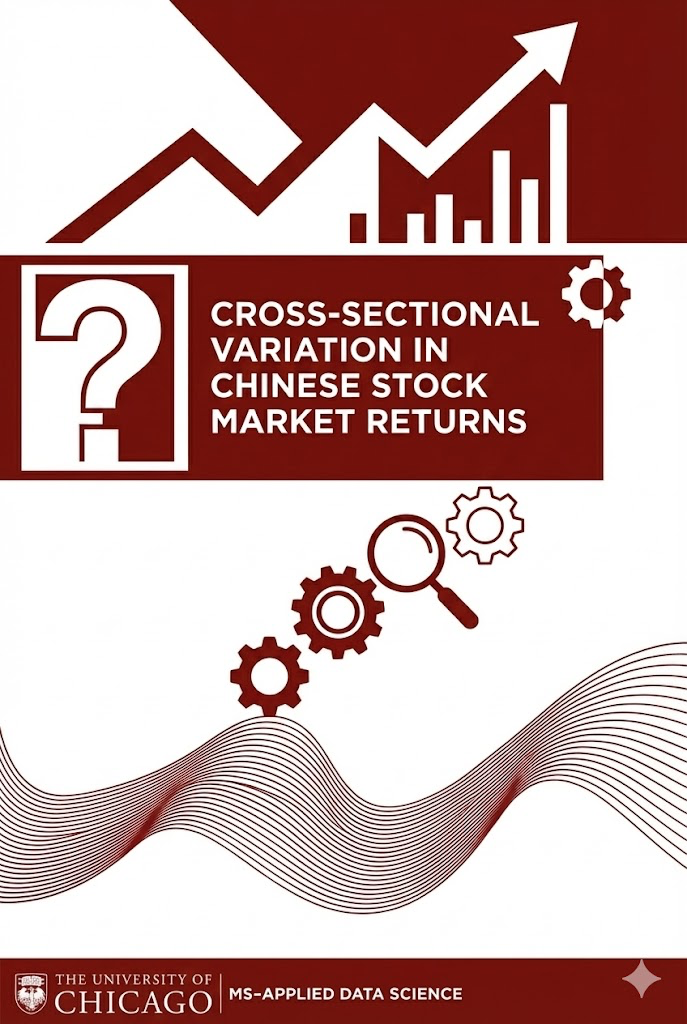 ?
CROSS-SECTIONAL
VARIATION IN
CHINESE STOCK
MARKET RETURNS
THE UNIVERSITY OF
CHICAGO
MS–APPLIED DATA SCIENCE